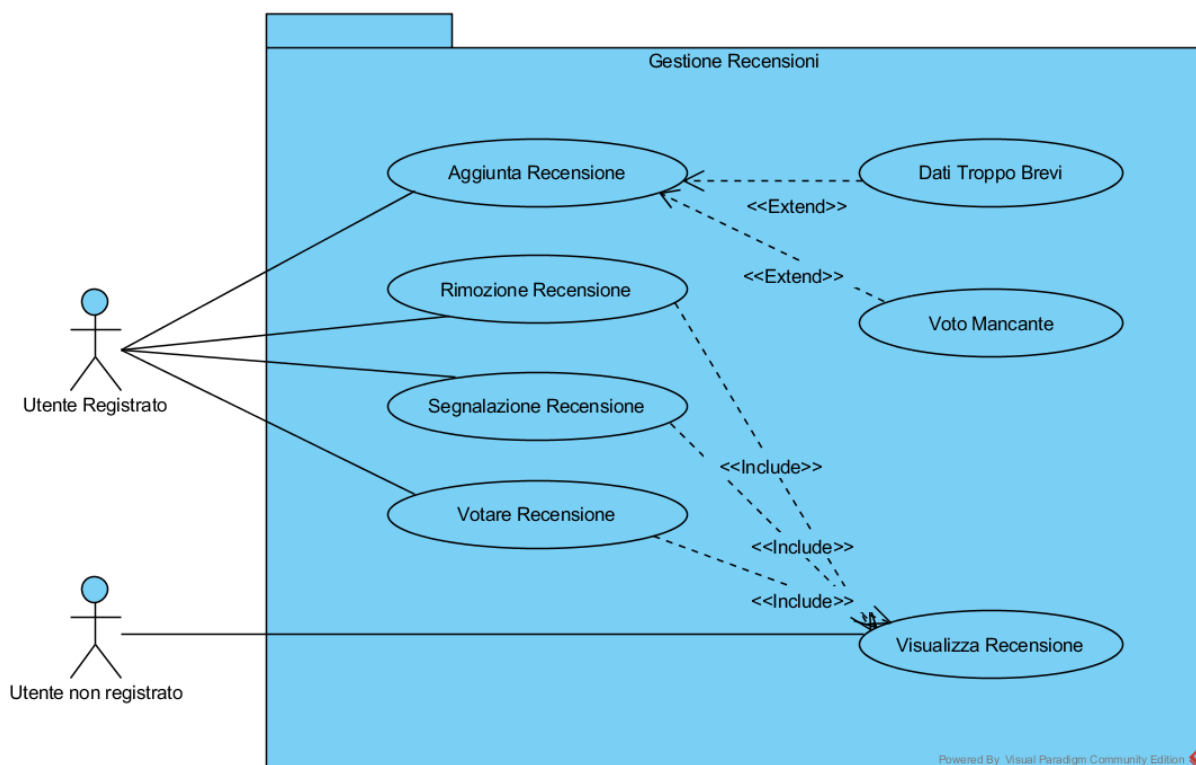 Gestione Recensioni
Aggiunta Recensione
Dati Troppo Brevi
<<Extend>>
Rimozione Recensione
<<Extend>>
Voto Mancante
Utente Registrato
Segnalazione Recensione
<<Include>>
Votare Recensione
<<Include>>
<<Include>>
Visualizza Recensione
Utente non registrato
Powered By Visual Paradigm Community Edition